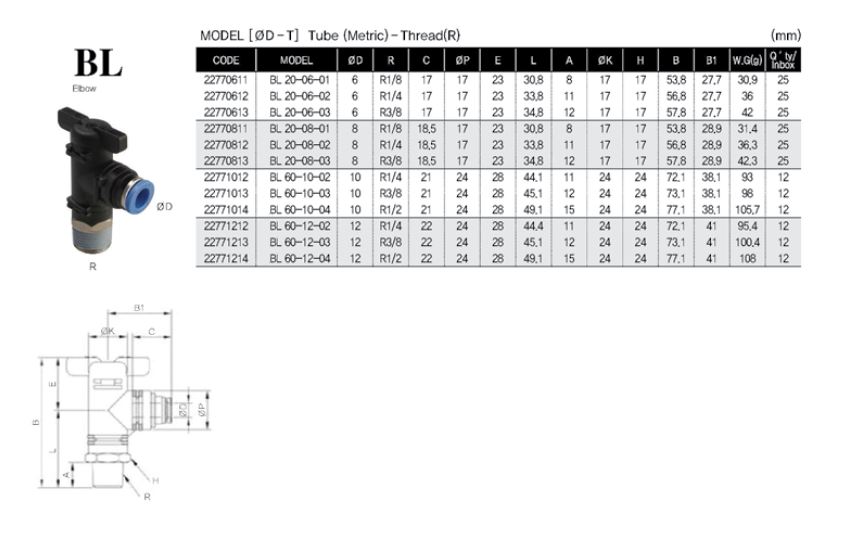 MODEL [ØD-T] Tube (Metric)-Thread(R) (mm)
BL
Elbow
CODE MODEL ØD R C ØP E L A ØK H B B1 W.G(g) Q'ty/Inbox
22770611 BL 20-06-01 6 R1/8 17 17 23 30,8 8 17 17 53,8 27,7 30,9 25
22770612 BL 20-06-02 6 R1/4 17 17 23 33,8 11 17 17 56,8 27,7 36 25
22770613 BL 20-06-03 6 R3/8 17 17 23 34,8 12 17 17 57,8 27,7 42 25
22770811 BL 20-08-01 8 R1/8 18,5 17 23 30,8 8 17 17 53,8 28,9 31,4 25
22770812 BL 20-08-02 8 R1/4 18,5 17 23 33,8 11 17 17 56,8 28,9 36,3 25
22770813 BL 20-08-03 8 R3/8 18,5 17 23 34,8 12 17 17 57,8 28,9 42,3 25
22771012 BL 60-10-02 10 R1/4 21 24 28 44,1 11 24 24 72,1 38,1 93 12
22771013 BL 60-10-03 10 R3/8 21 24 28 45,1 12 24 24 73,1 38,1 98 12
22771014 BL 60-10-04 10 R1/2 21 24 28 49,1 15 24 24 77,1 38,1 105,7 12
22771212 BL 60-12-02 12 R1/4 22 24 28 44,4 11 24 24 72,1 41 95,4 12
22771213 BL 60-12-03 12 R3/8 22 24 28 45,1 12 24 24 73,1 41 100,4 12
22771214 BL 60-12-04 12 R1/2 22 24 28 49,1 15 24 24 77,1 41 108 12
ØD
R
B1
ØK C
E
B
ØD ØP
L
A
H
R